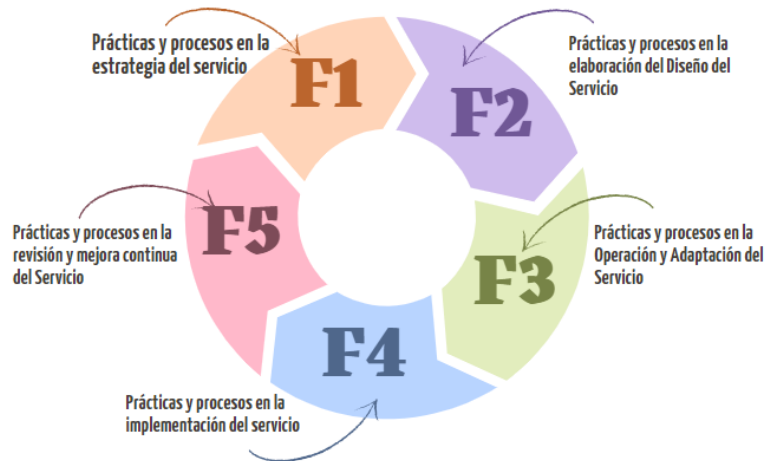 Prácticas y procesos en la
estrategia del servicio
F1
Prácticas y procesos en la
elaboración del Diseño del
Servicio
F2
Prácticas y procesos en la
Operación y Adaptación del
Servicio
F3
F4
Prácticas y procesos en la
implementación del servicio
F5
Prácticas y procesos en la
revisión y mejora continua
del Servicio